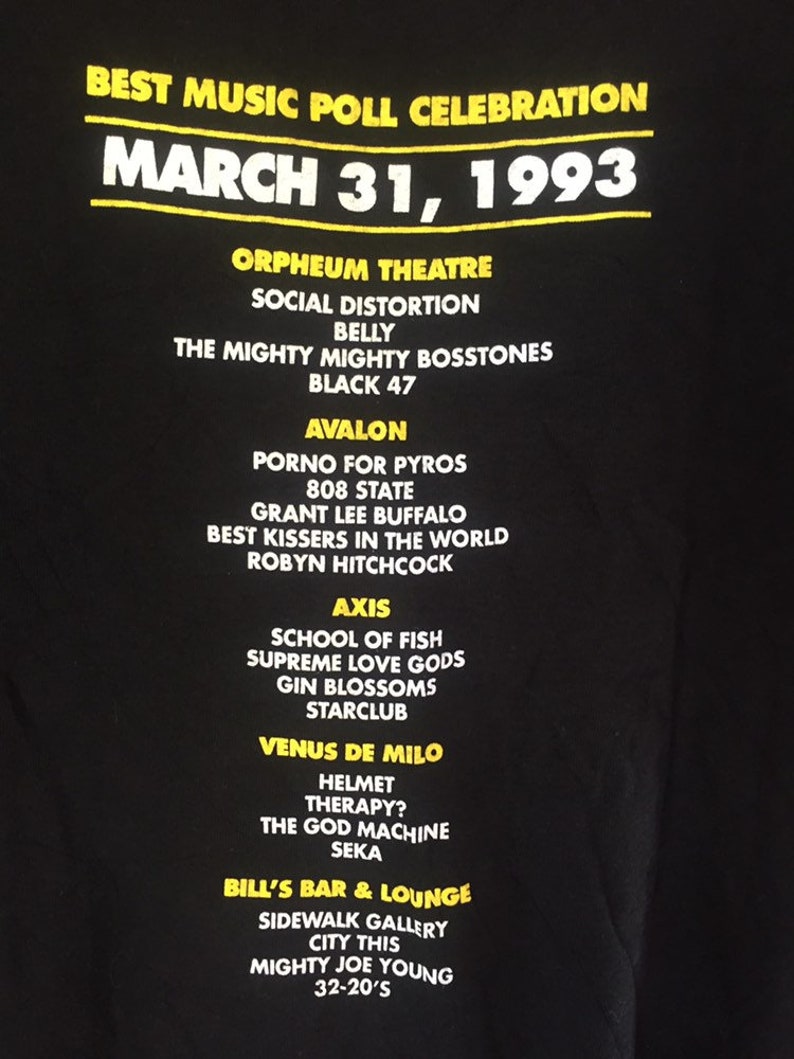 BEST MUSIC POLL CELEBRATION
MARCH 31, 1993
ORPHEUM THEATRE
SOCIAL DISTORTION
BELLY
THE MIGHTY MIGHTY BOSSTONES
BLACK 47
AVALON
PORNO FOR PYROS
808 STATE
GRANT LEE BUFFALO
BEST KISSERS IN THE WORLD
ROBYN HITCHCOCK
AXIS
SCHOOL OF FISH
SUPREME LOVE GODS
GIN BLOSSOMS
STARCLUB
VENUS DE MILO
HELMET
THERAPY?
THE GOD MACHINE
SEKA
BILL'S BAR & LOUNGE
SIDEWALK GALLERY
CITY THIS
MIGHTY JOE YOUNG
32-20'S